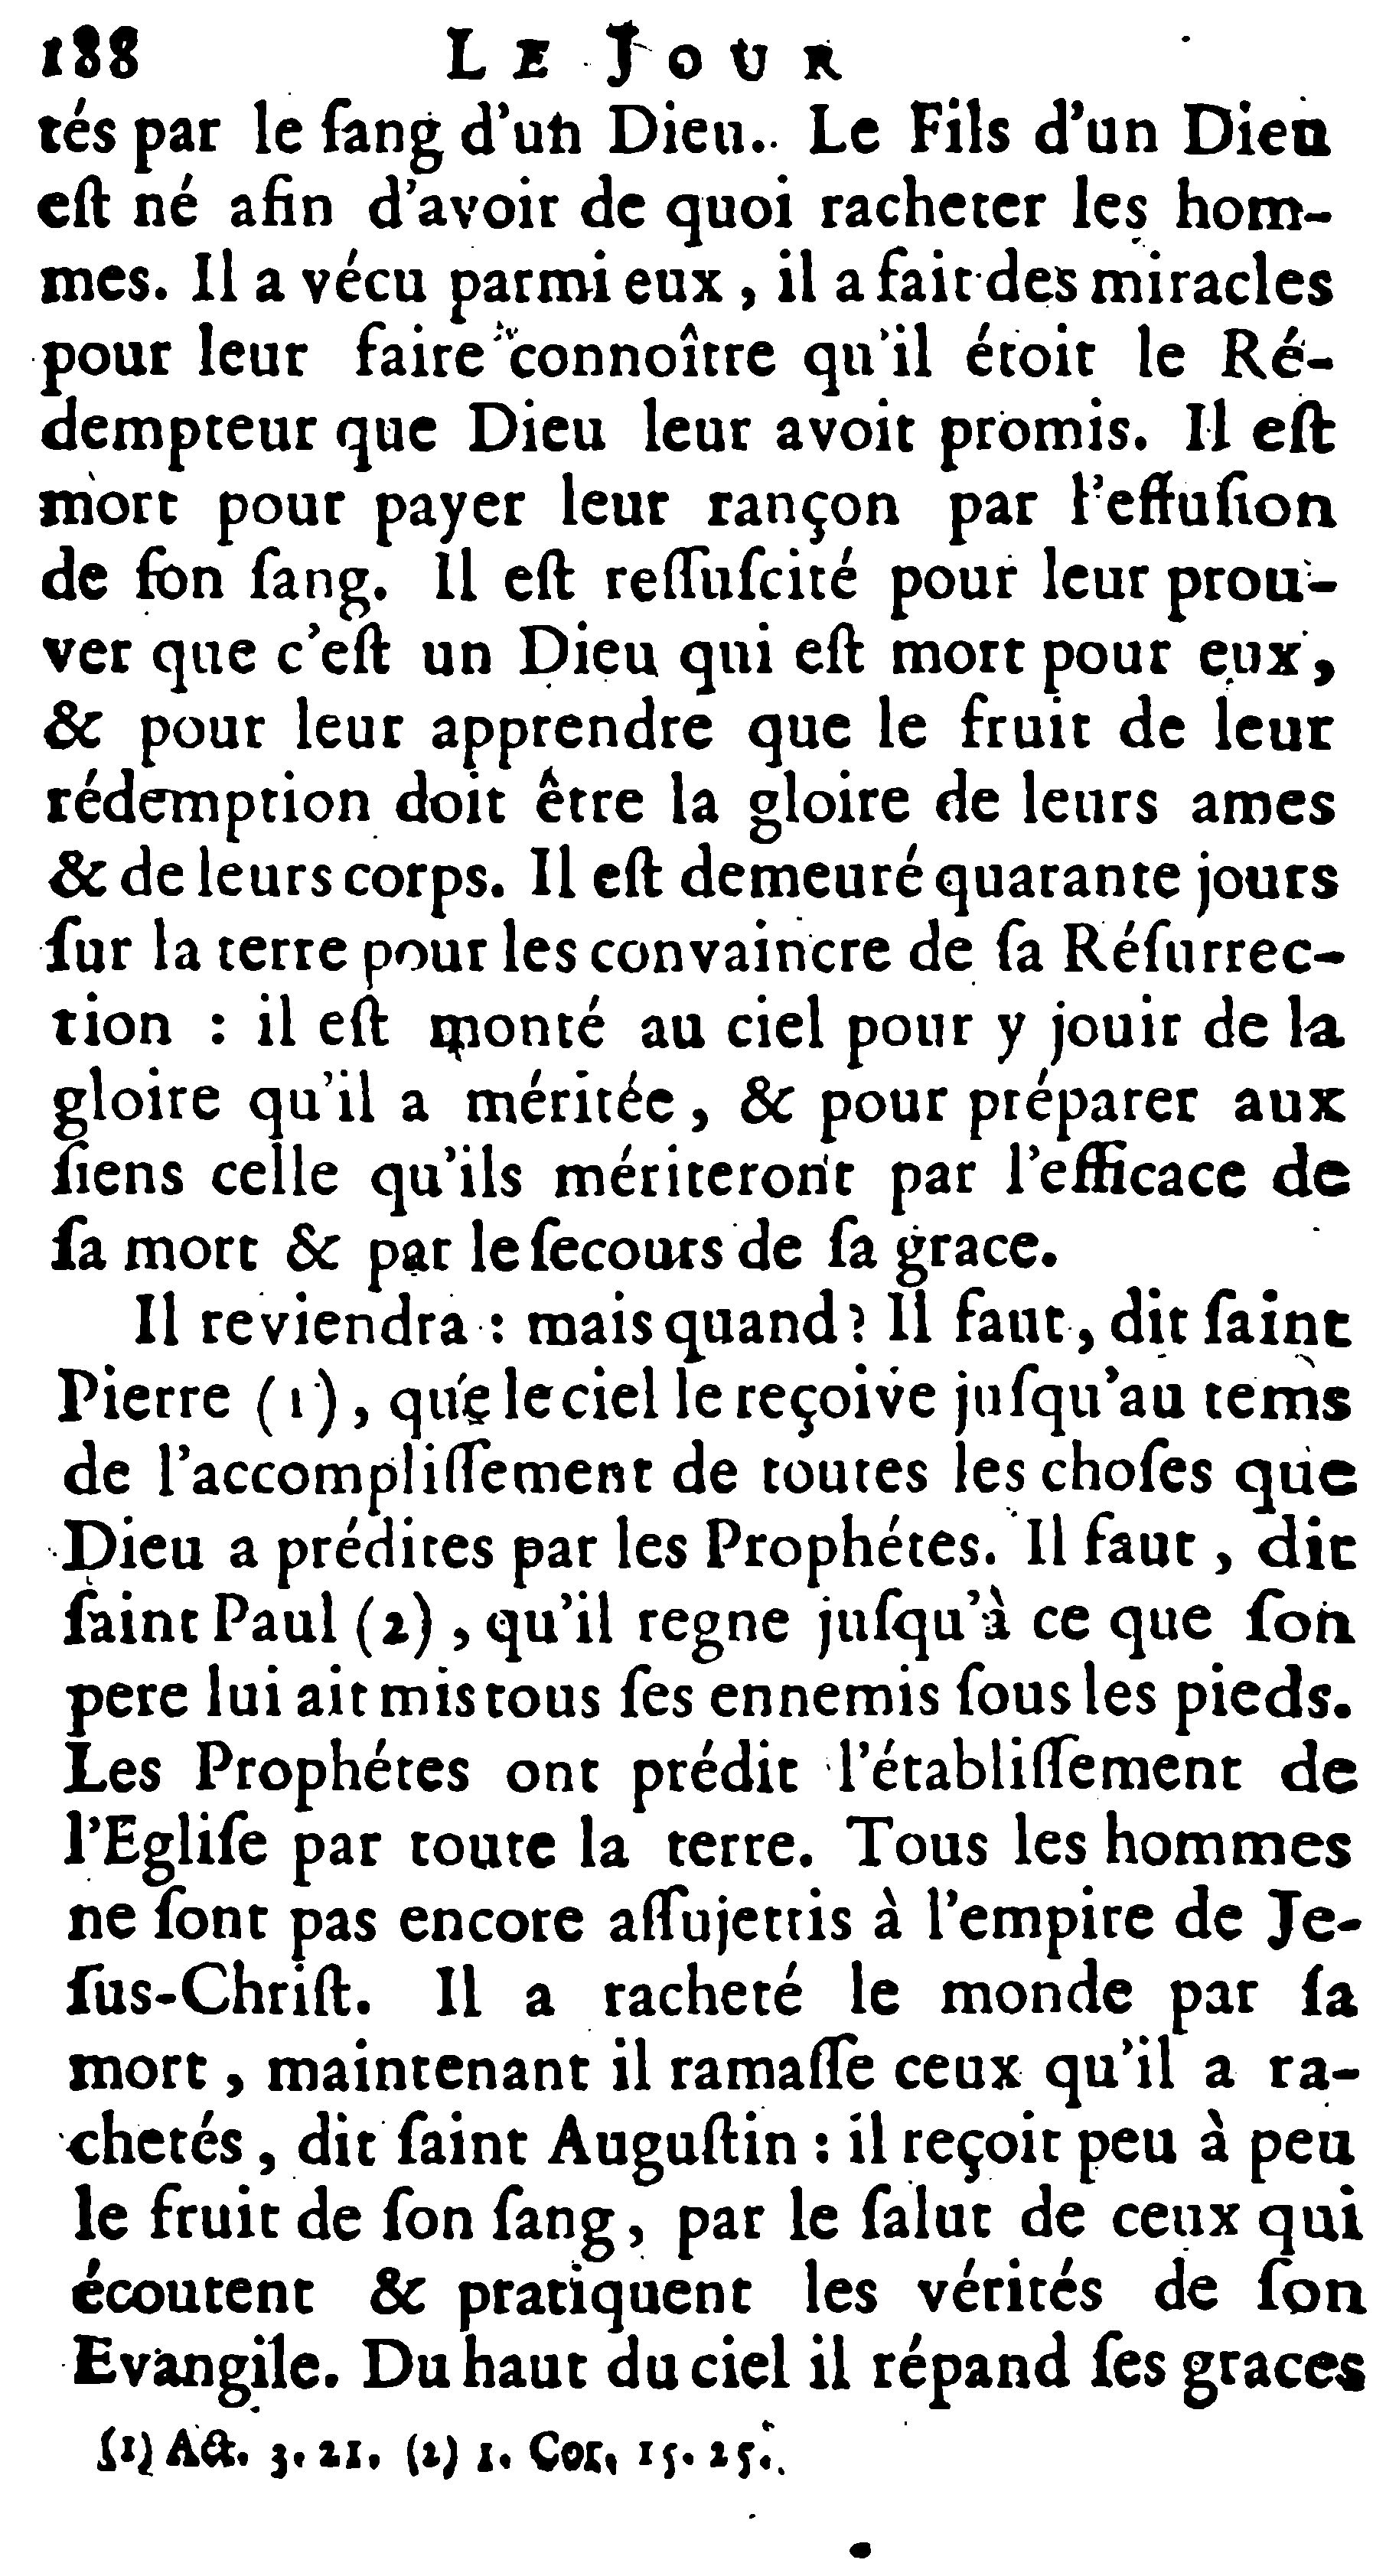 188 LE JOUR
tés par le ſang d'un Dieu. Le Fils d'un Dieu
eſt né afin d'avoir de quoi racheter les hom-
mes. Il a vécu parmi eux, il a fait des miracles
pour leur faire connoître qu'il étoit le Ré-
dempteur que Dieu leur avoit promis. Il eſt
mort pour payer leur rançon par l'effuſion
de ſon ſang. Il eſt reſſuſcité pour leur prou-
ver que c'eſt un Dieu qui eſt mort pour eux,
& pour leur apprendre que le fruit de leur
rédemption doit être la gloire de leurs ames
& de leurs corps. Il eſt demeuré quarante jours
ſur la terre pour les convaincre de ſa Réſurrec-
tion : il eſt monté au ciel pour y jouir de la
gloire qu'il a méritée, & pour préparer aux
ſiens celle qu'ils mériteront par l'efficace de
ſa mort & par le ſecours de ſa grace.
Il reviendra : mais quand ? Il faut, dit ſaint
Pierre (1), que le ciel le reçoive juſqu'au tems
de l'accompliſſement de toutes les choſes que
Dieu a prédites par les Prophétes. Il faut, dit
ſaint Paul (2), qu'il regne juſqu'à ce que ſon
pere lui ait mis tous ſes ennemis ſous les pieds.
Les Prophétes ont prédit l'établiſſement de
l'Egliſe par toute la terre. Tous les hommes
ne ſont pas encore aſſujettis à l'empire de Je-
ſus-Chriſt. Il a racheté le monde par ſa
mort, maintenant il ramaſſe ceux qu'il a ra-
chetés, dit ſaint Auguſtin : il reçoit peu à peu
le fruit de ſon ſang, par le ſalut de ceux qui
écoutent & pratiquent les vérités de ſon
Evangile. Du haut du ciel il répand ſes graces
(1) Act. 3. 21. (2) 1. Cor. 15. 25.